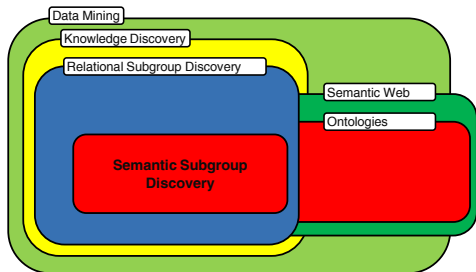 Data Mining
Knowledge Discovery
Relational Subgroup Discovery
Semantic Web
Ontologies
Semantic Subgroup
Discovery